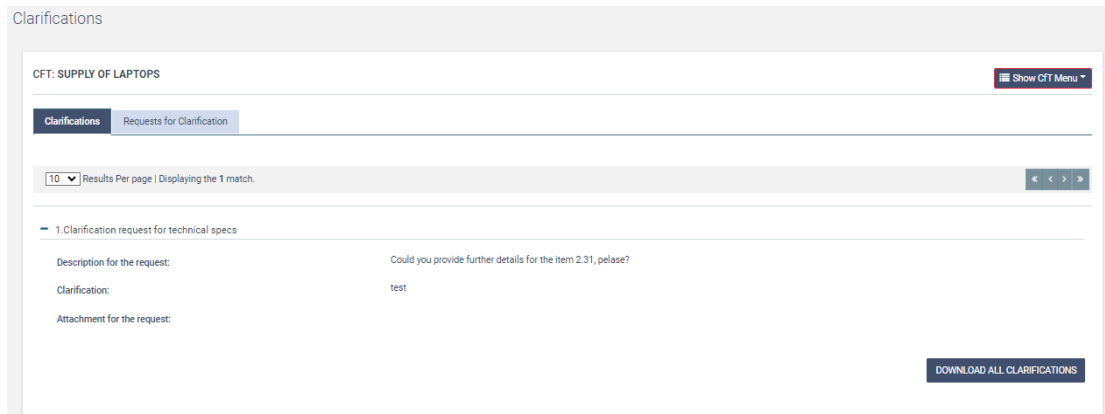 Clarifications
CFT: SUPPLY OF LAPTOPS
Show CfT Menu
Clarifications Requests for Clarification
10 Results Per page | Displaying the 1 match.
« < > »
1.Clarification request for technical specs
Description for the request: Could you provide further details for the item 2.31, pelase?
Clarification: test
Attachment for the request:
DOWNLOAD ALL CLARIFICATIONS